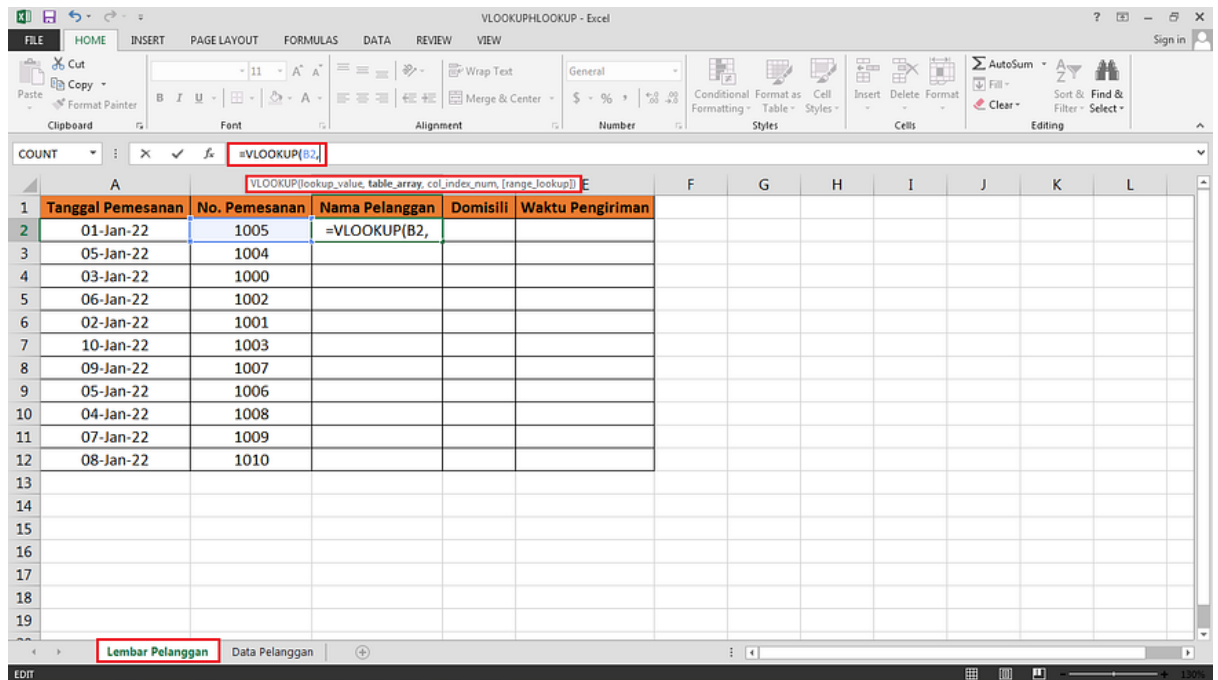 VLOOKUPHLOOKUP - Excel
FILE HOME INSERT PAGE LAYOUT FORMULAS DATA REVIEW VIEW Sign in
Paste
Cut
Copy
Format Painter
Clipboard
11
B I U
Font
Wrap Text
Merge & Center
Alignment
General
$ % ,
Number
Conditional Formatting
Format as Table
Cell Styles
Styles
Insert Delete Format
Cells
AutoSum
Fill
Clear
Sort & Filter
Find & Select
Editing
COUNT fx =VLOOKUP(B2,
VLOOKUP(lookup_value, table_array, col_index_num, [range_lookup])
A E F G H I J K L
1 Tanggal Pemesanan No. Pemesanan Nama Pelanggan Domisili Waktu Pengiriman
2 01-Jan-22 1005 =VLOOKUP(B2,
3 05-Jan-22 1004
4 03-Jan-22 1000
5 06-Jan-22 1002
6 02-Jan-22 1001
7 10-Jan-22 1003
8 09-Jan-22 1007
9 05-Jan-22 1006
10 04-Jan-22 1008
11 07-Jan-22 1009
12 08-Jan-22 1010
13
14
15
16
17
18
19
Lembar Pelanggan Data Pelanggan
EDIT 130%